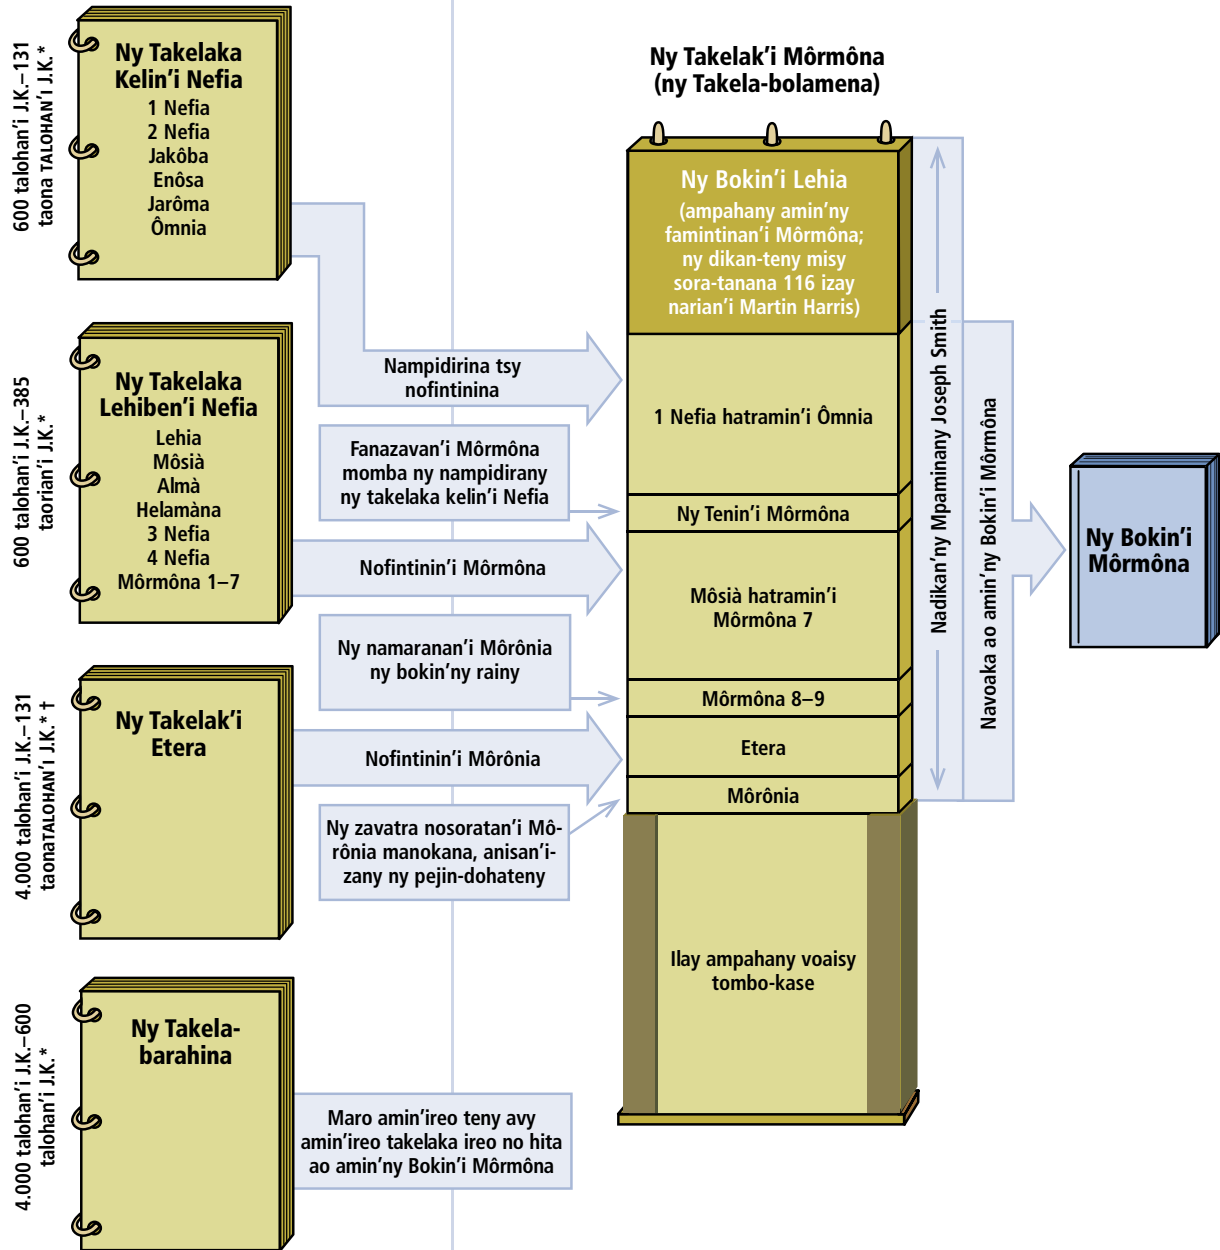 600 talohan'i J.K.–131
taona TALOHAN'I J.K.*
Ny Takelaka
Kelin'i Nefia
1 Nefia
2 Nefia
Jakôba
Enôsa
Jarôma
Ômnia
600 talohan'i J.K.–385
taorian'i J.K.*
Ny Takelaka
Lehiben'i Nefia
Lehia
Môsià
Almà
Helamàna
3 Nefia
4 Nefia
Môrmôna 1–7
4.000 talohan'i J.K.–131
taonaTALOHAN'I J.K.* †
Ny Takelak'i
Etera
4.000 talohan'i J.K.–600
talohan'i J.K.*
Ny Takela-
barahina
Nampidirina tsy
nofintinina
Fanazavan'i Môrmôna
momba ny nampidirany
ny takelaka kelin'i Nefia
Nofintinin'i Môrmôna
Ny namaranan'i Môrônia
ny bokin'ny rainy
Nofintinin'i Môrônia
Ny zavatra nosoratan'i Mô-
rônia manokana, anisan'i-
zany ny pejin-dohateny
Maro amin'ireo teny avy
amin'ireo takelaka ireo no hita
ao amin'ny Bokin'i Môrmôna
Ny Takelak'i Môrmôna
(ny Takela-bolamena)
Ny Bokin'i Lehia
(ampahany amin'ny
famintinan'i Môrmôna;
ny dikan-teny misy
sora-tanana 116 izay
narian'i Martin Harris)
1 Nefia hatramin'i Ômnia
Ny Tenin'i Môrmôna
Môsià hatramin'i
Môrmôna 7
Môrmôna 8–9
Etera
Môrônia
Ilay ampahany voaisy
tombo-kase
Nadikan'ny Mpaminany Joseph Smith
Navoaka ao amin'ny Bokin'i Môrmôna
Ny Bokin'i
Môrmôna